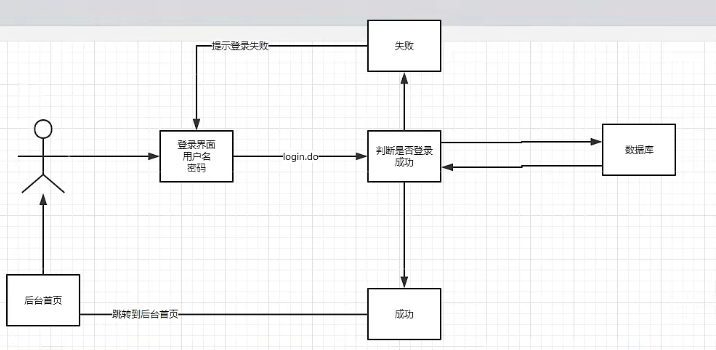 提示登录失败
失败
登录界面
用户名
密码
login.do
判断是否登录
成功
数据库
后台首页
跳转到后台首页
成功